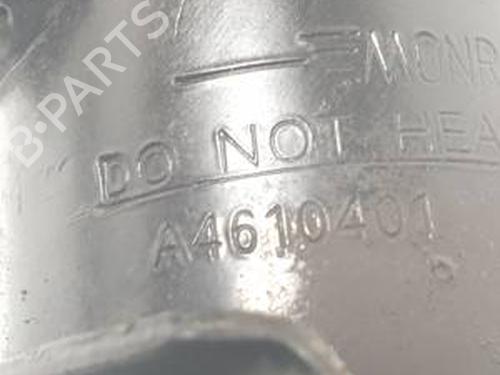 B-PARTS
MONR
DO NOT HEA
A4610401